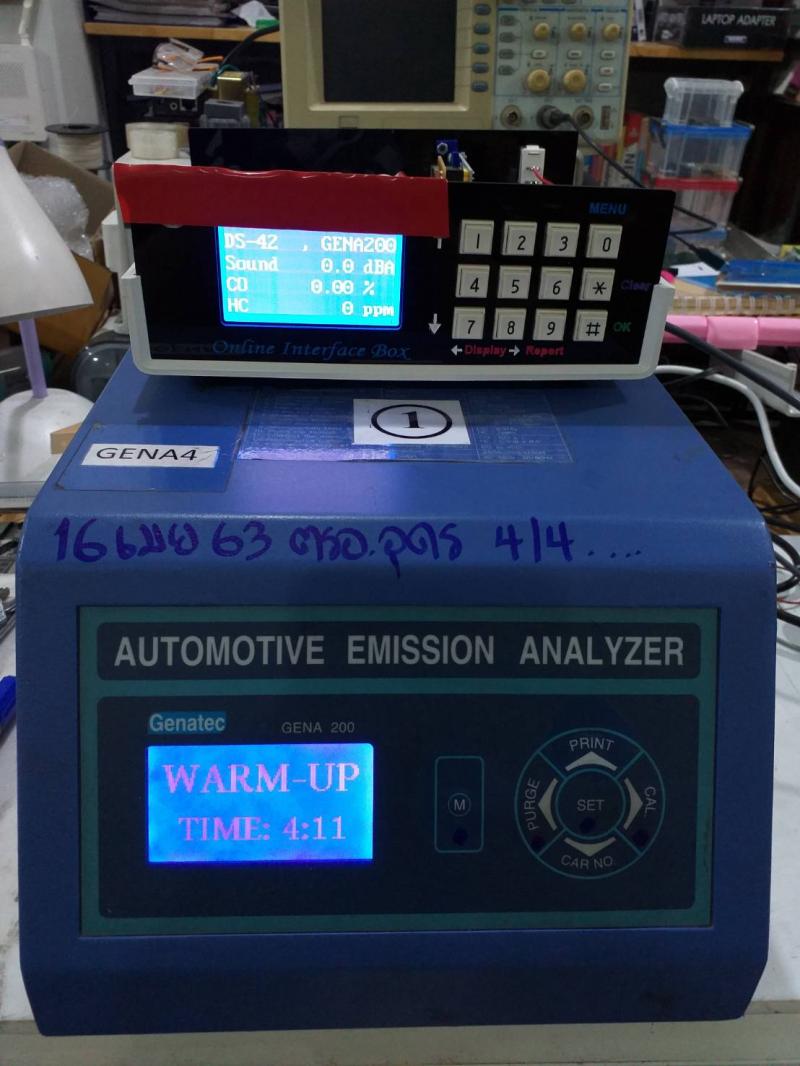 LAPTOP ADAPTER
MENU
DS-42 , GENA200
Sound 0.0 dBA
CO 0.00 %
HC 0 ppm
1 2 3 0
4 5 6 * Clear
7 8 9 # OK
Online Interface Box
← Display → Report
1
GENA4
16 เมย 63 ตรอ.อุดร 4/4 ....
AUTOMOTIVE EMISSION ANALYZER
Genatec
GENA 200
WARM-UP
TIME: 4:11
M
PRINT
PURGE
SET
CAL.
CAR NO.